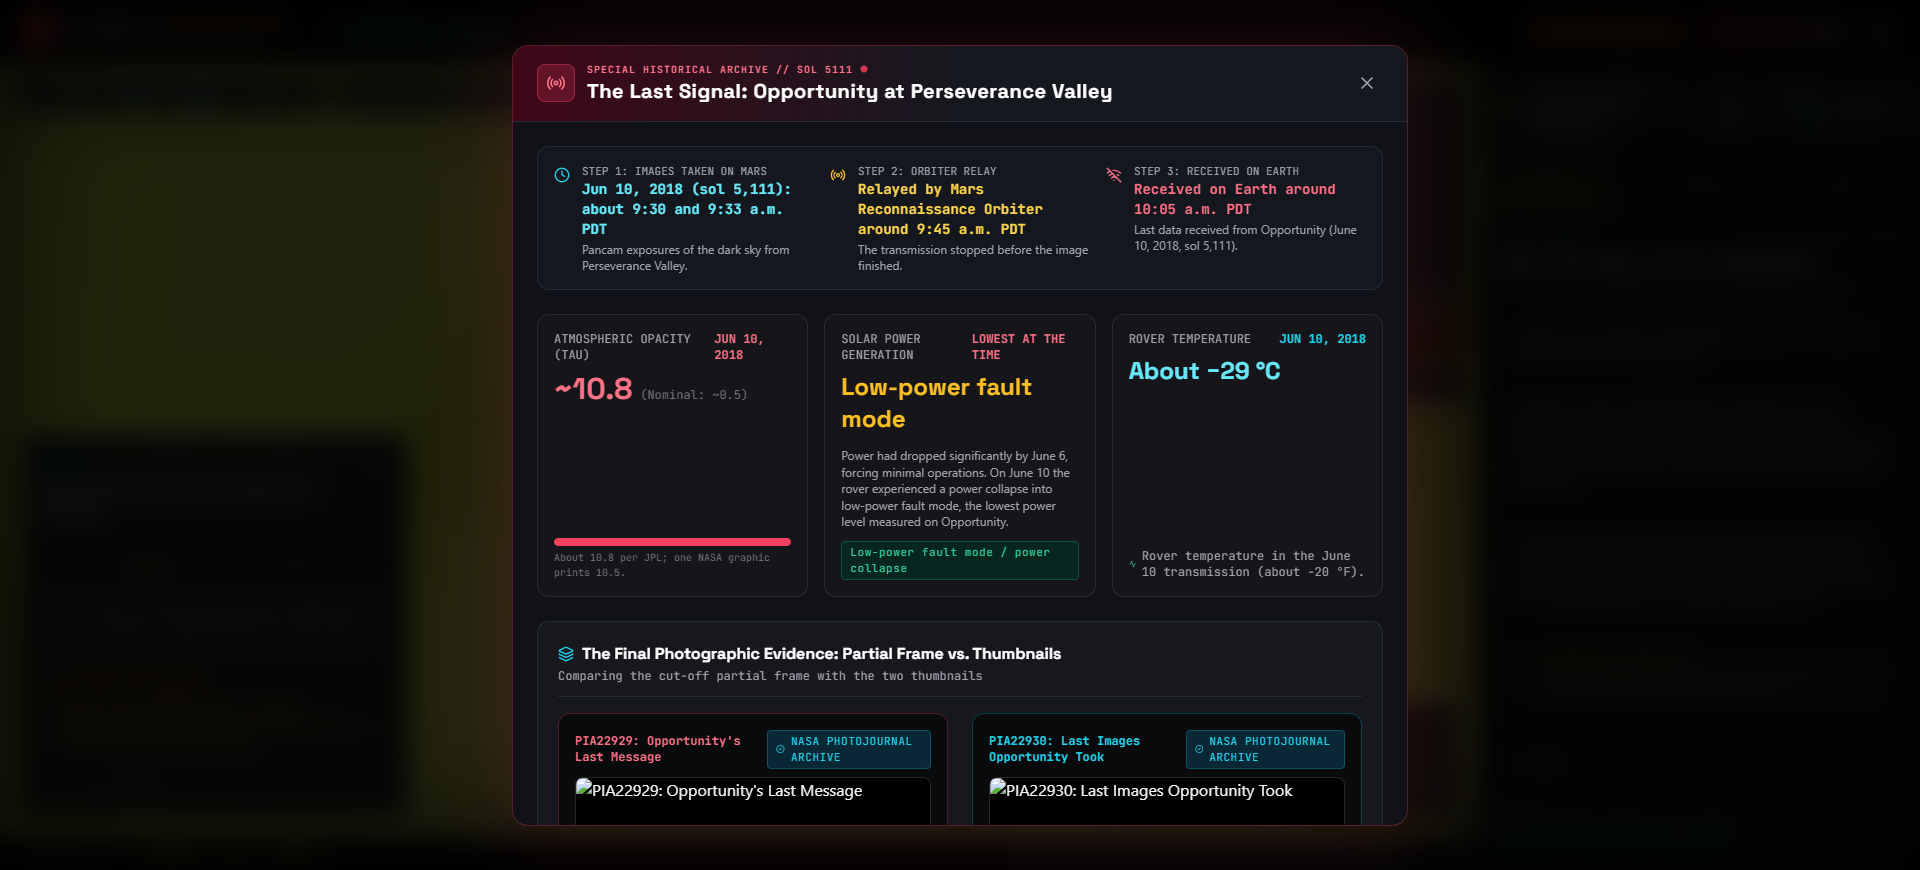 SPECIAL HISTORICAL ARCHIVE // SOL 5111
The Last Signal: Opportunity at Perseverance Valley
STEP 1: IMAGES TAKEN ON MARS
Jun 10, 2018 (sol 5,111):
about 9:30 and 9:33 a.m.
PDT
Pancam exposures of the dark sky from
Perseverance Valley.
STEP 2: ORBITER RELAY
Relayed by Mars
Reconnaissance Orbiter
around 9:45 a.m. PDT
The transmission stopped before the image
finished.
STEP 3: RECEIVED ON EARTH
Received on Earth around
10:05 a.m. PDT
Last data received from Opportunity (June
10, 2018, sol 5,111).
ATMOSPHERIC OPACITY
(TAU)
JUN 10,
2018
~10.8 (Nominal: ~0.5)
About 10.8 per JPL; one NASA graphic
prints 10.5.
SOLAR POWER
GENERATION
LOWEST AT THE
TIME
Low-power fault
mode
Power had dropped significantly by June 6,
forcing minimal operations. On June 10 the
rover experienced a power collapse into
low-power fault mode, the lowest power
level measured on Opportunity.
Low-power fault mode / power
collapse
ROVER TEMPERATURE
JUN 10, 2018
About −29 °C
Rover temperature in the June
10 transmission (about -20 °F).
The Final Photographic Evidence: Partial Frame vs. Thumbnails
Comparing the cut-off partial frame with the two thumbnails
PIA22929: Opportunity's
Last Message
NASA PHOTOJOURNAL
ARCHIVE
PIA22929: Opportunity's Last Message
PIA22930: Last Images
Opportunity Took
NASA PHOTOJOURNAL
ARCHIVE
PIA22930: Last Images Opportunity Took